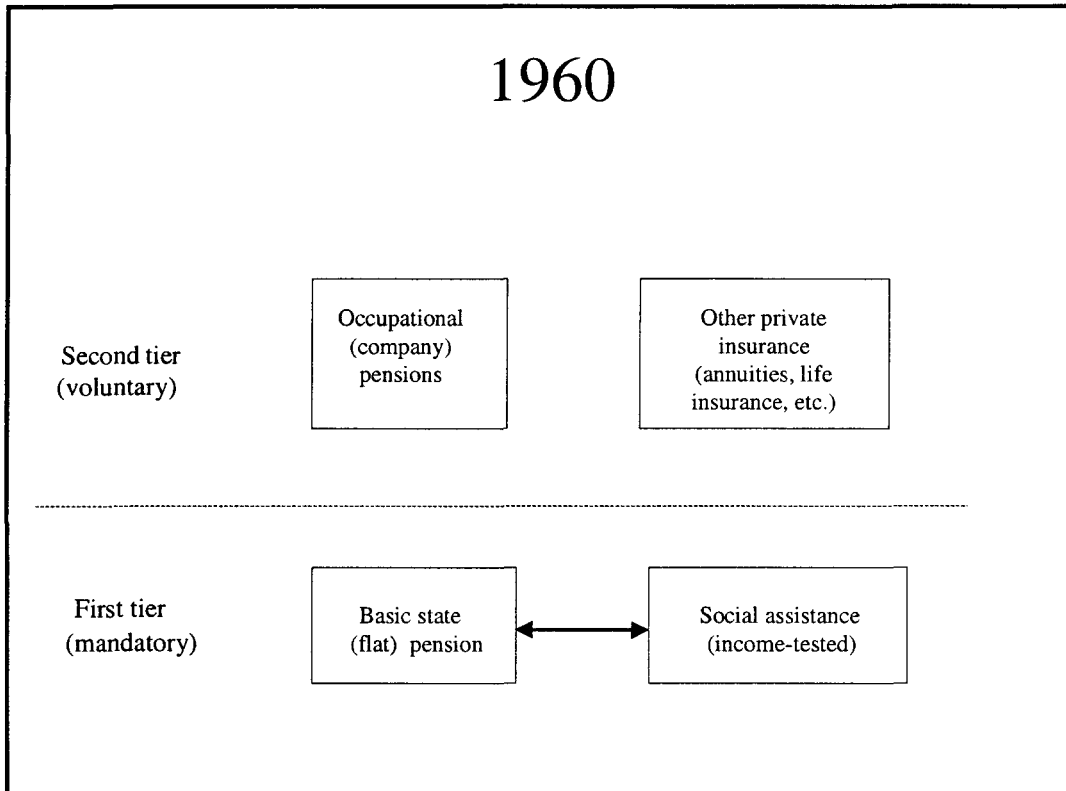 1960
Second tier
(voluntary)
Occupational
(company)
pensions
Other private
insurance
(annuities, life
insurance, etc.)
First tier
(mandatory)
Basic state
(flat) pension
Social assistance
(income-tested)